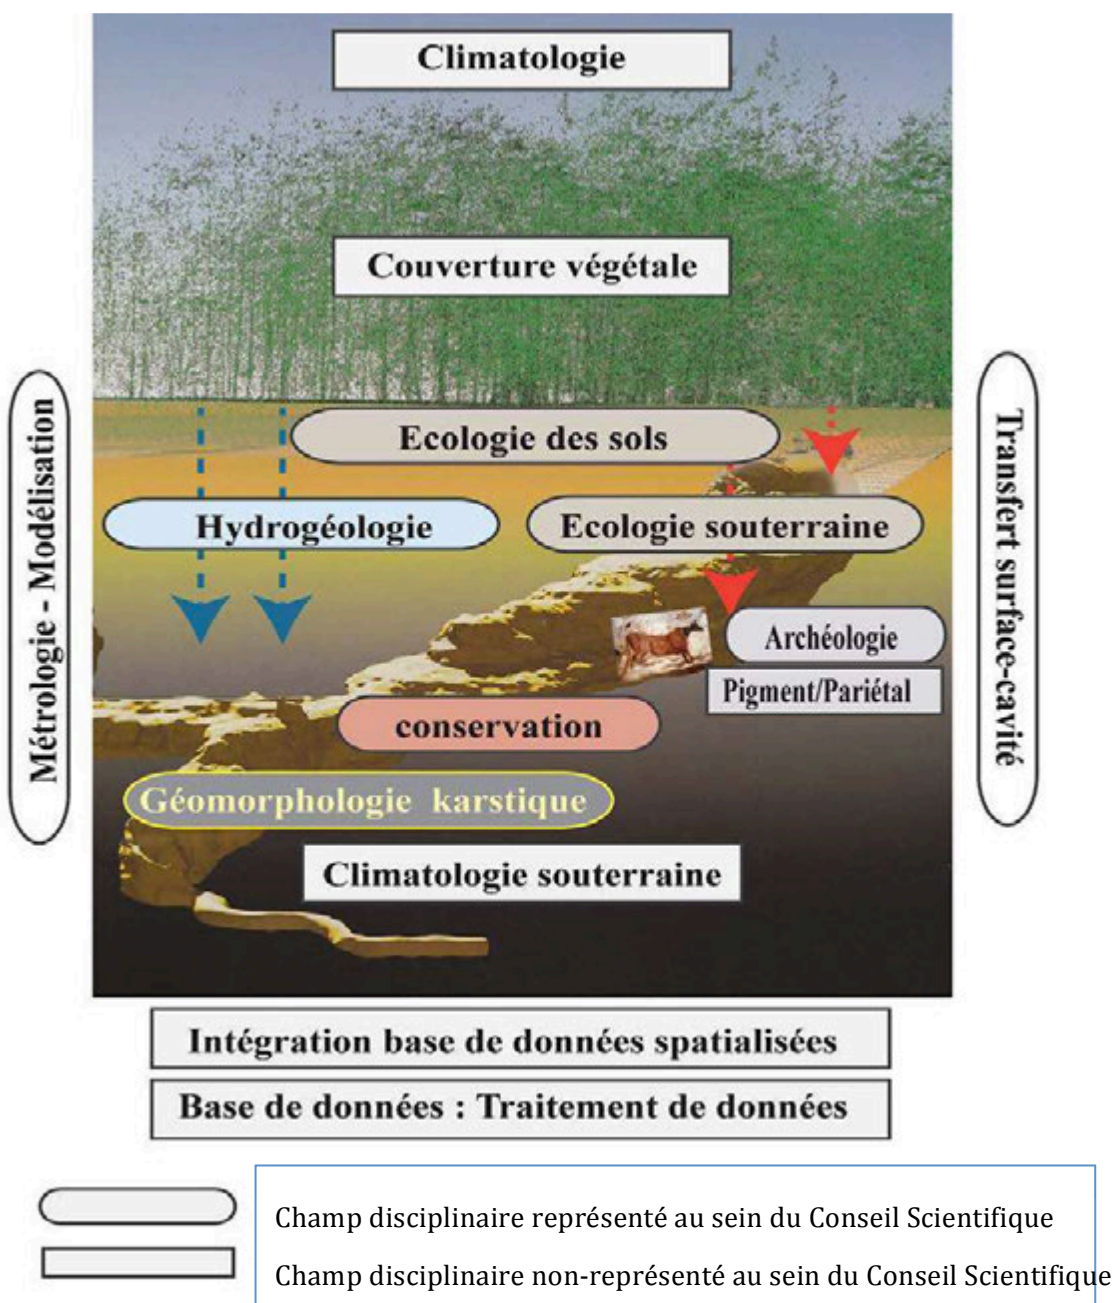 Climatologie
Couverture végétale
Métrologie - Modélisation
Transfert surface-cavité
Ecologie des sols
Hydrogéologie
Ecologie souterraine
Archéologie
Pigment/Pariétal
conservation
Géomorphologie karstique
Climatologie souterraine
Intégration base de données spatialisées
Base de données : Traitement de données
Champ disciplinaire représenté au sein du Conseil Scientifique
Champ disciplinaire non-représenté au sein du Conseil Scientifique